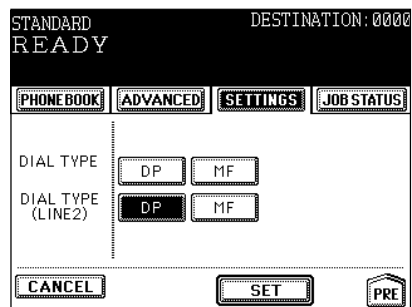 STANDARD DESTINATION:0000
READY
PHONE BOOK ADVANCED SETTINGS JOB STATUS
DIAL TYPE DP MF
DIAL TYPE
(LINE2) DP MF
CANCEL SET PRE